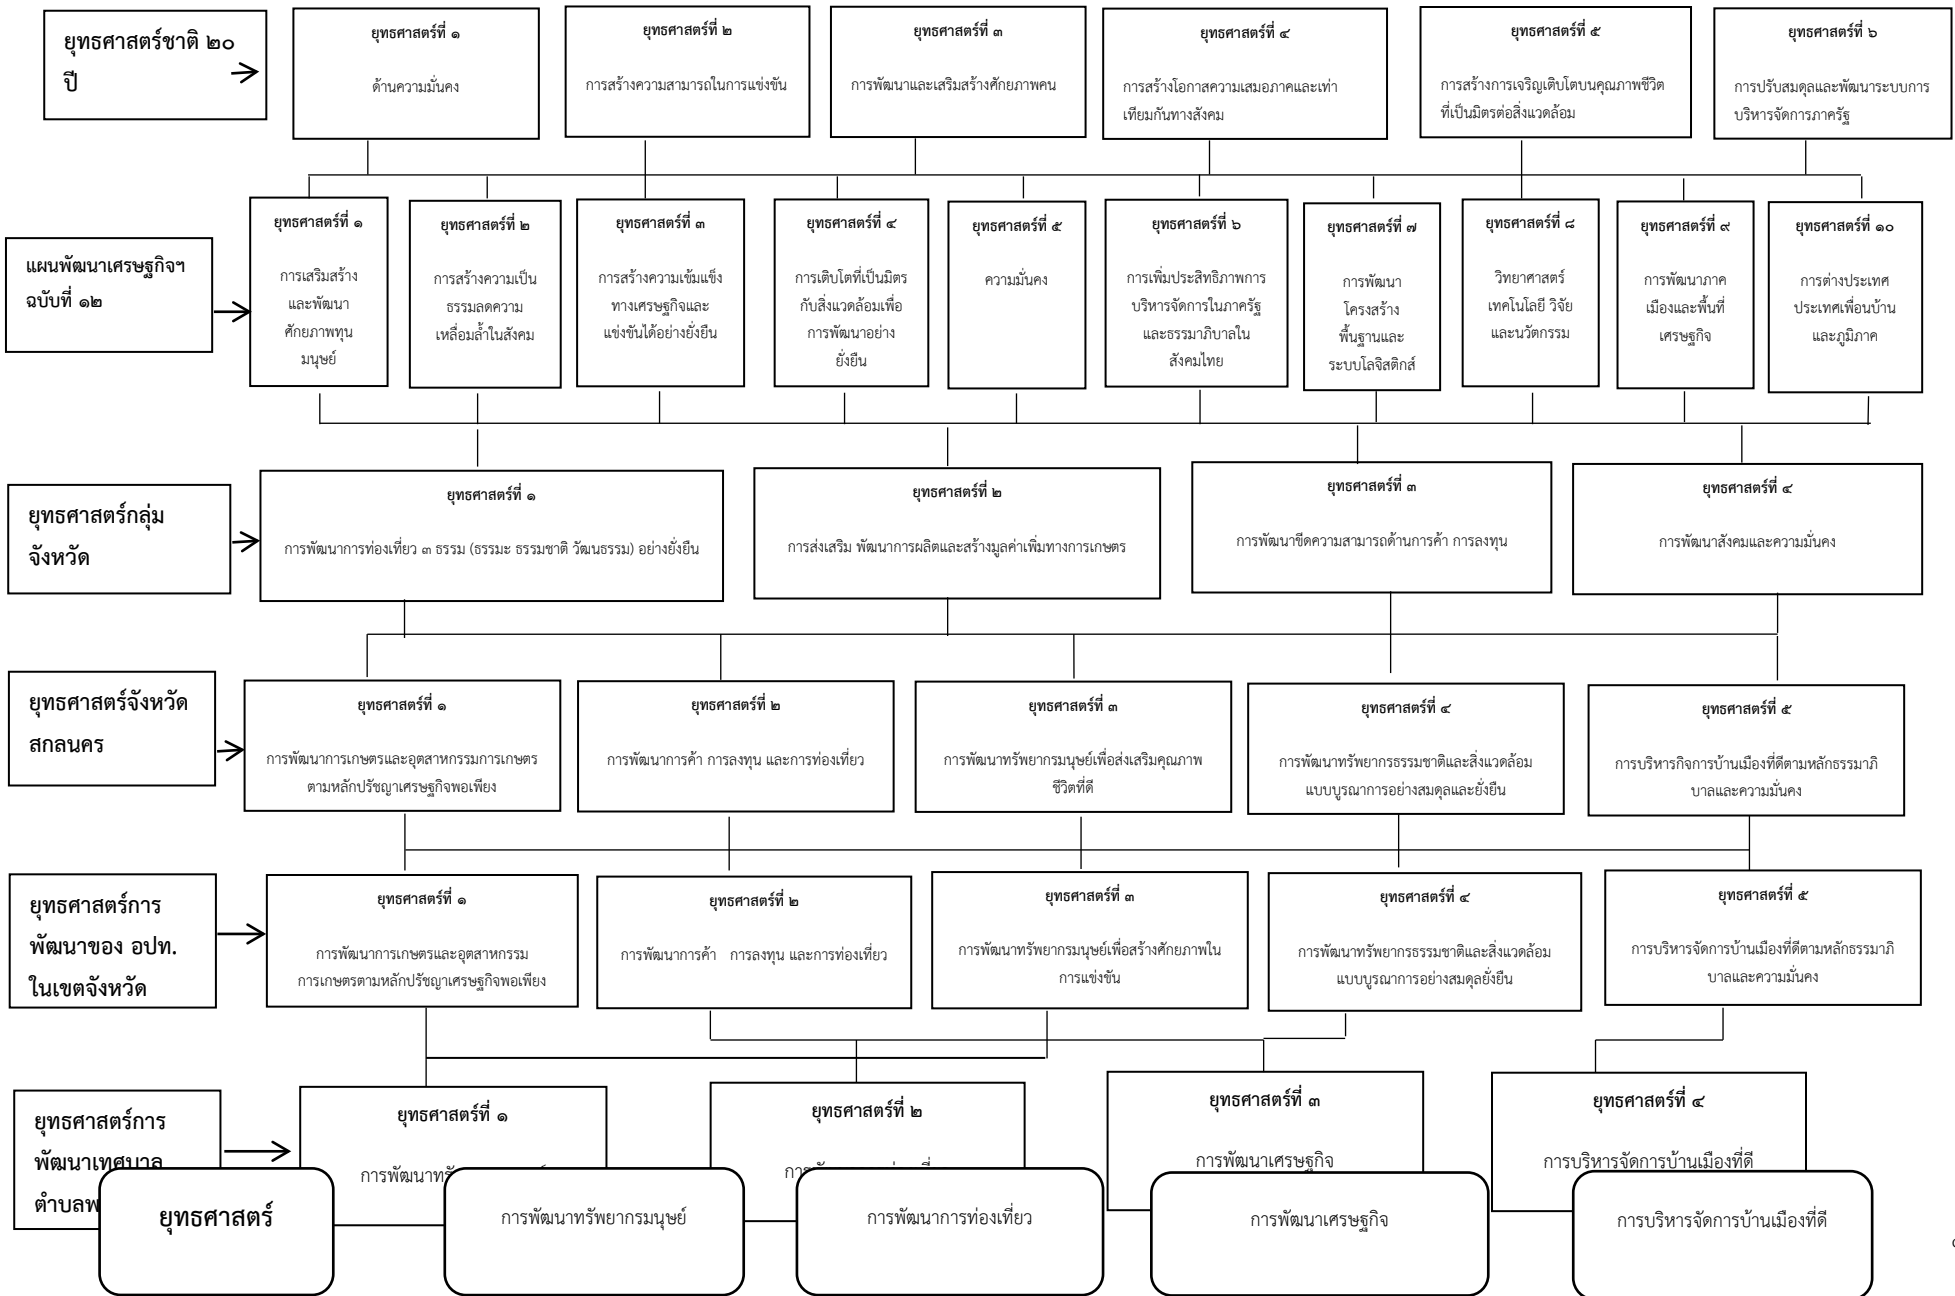 ยุทธศาสตร์ชาติ ๒๐
ปี
ยุทธศาสตร์ที่ ๑
ด้านความมั่นคง
ยุทธศาสตร์ที่ ๒
การสร้างความสามารถในการแข่งขัน
ยุทธศาสตร์ที่ ๓
การพัฒนาและเสริมสร้างศักยภาพคน
ยุทธศาสตร์ที่ ๔
การสร้างโอกาสความเสมอภาคและเท่า
เทียมกันทางสังคม
ยุทธศาสตร์ที่ ๕
การสร้างการเจริญเติบโตบนคุณภาพชีวิต
ที่เป็นมิตรต่อสิ่งแวดล้อม
ยุทธศาสตร์ที่ ๖
การปรับสมดุลและพัฒนาระบบการ
บริหารจัดการภาครัฐ
แผนพัฒนาเศรษฐกิจฯ
ฉบับที่ ๑๒
ยุทธศาสตร์ที่ ๑
การเสริมสร้าง
และพัฒนา
ศักยภาพทุน
มนุษย์
ยุทธศาสตร์ที่ ๒
การสร้างความเป็น
ธรรมลดความ
เหลื่อมล้ำในสังคม
ยุทธศาสตร์ที่ ๓
การสร้างความเข้มแข็ง
ทางเศรษฐกิจและ
แข่งขันได้อย่างยั่งยืน
ยุทธศาสตร์ที่ ๔
การเติบโตที่เป็นมิตร
กับสิ่งแวดล้อมเพื่อ
การพัฒนาอย่าง
ยั่งยืน
ยุทธศาสตร์ที่ ๕
ความมั่นคง
ยุทธศาสตร์ที่ ๖
การเพิ่มประสิทธิภาพการ
บริหารจัดการในภาครัฐ
และธรรมาภิบาลใน
สังคมไทย
ยุทธศาสตร์ที่ ๗
การพัฒนา
โครงสร้าง
พื้นฐานและ
ระบบโลจิสติกส์
ยุทธศาสตร์ที่ ๘
วิทยาศาสตร์
เทคโนโลยี วิจัย
และนวัตกรรม
ยุทธศาสตร์ที่ ๙
การพัฒนาภาค
เมืองและพื้นที่
เศรษฐกิจ
ยุทธศาสตร์ที่ ๑๐
การต่างประเทศ
ประเทศเพื่อนบ้าน
และภูมิภาค
ยุทธศาสตร์กลุ่ม
จังหวัด
ยุทธศาสตร์ที่ ๑
การพัฒนาการท่องเที่ยว ๓ ธรรม (ธรรมะ ธรรมชาติ วัฒนธรรม) อย่างยั่งยืน
ยุทธศาสตร์ที่ ๒
การส่งเสริม พัฒนาการผลิตและสร้างมูลค่าเพิ่มทางการเกษตร
ยุทธศาสตร์ที่ ๓
การพัฒนาขีดความสามารถด้านการค้า การลงทุน
ยุทธศาสตร์ที่ ๔
การพัฒนาสังคมและความมั่นคง
ยุทธศาสตร์จังหวัด
สกลนคร
ยุทธศาสตร์ที่ ๑
การพัฒนาการเกษตรและอุตสาหกรรมการเกษตร
ตามหลักปรัชญาเศรษฐกิจพอเพียง
ยุทธศาสตร์ที่ ๒
การพัฒนาการค้า การลงทุน และการท่องเที่ยว
ยุทธศาสตร์ที่ ๓
การพัฒนาทรัพยากรมนุษย์เพื่อส่งเสริมคุณภาพ
ชีวิตที่ดี
ยุทธศาสตร์ที่ ๔
การพัฒนาทรัพยากรธรรมชาติและสิ่งแวดล้อม
แบบบูรณาการอย่างสมดุลและยั่งยืน
ยุทธศาสตร์ที่ ๕
การบริหารกิจการบ้านเมืองที่ดีตามหลักธรรมาภิ
บาลและความมั่นคง
ยุทธศาสตร์การ
พัฒนาของ อปท.
ในเขตจังหวัด
ยุทธศาสตร์ที่ ๑
การพัฒนาการเกษตรและอุตสาหกรรม
การเกษตรตามหลักปรัชญาเศรษฐกิจพอเพียง
ยุทธศาสตร์ที่ ๒
การพัฒนาการค้า การลงทุน และการท่องเที่ยว
ยุทธศาสตร์ที่ ๓
การพัฒนาทรัพยากรมนุษย์เพื่อสร้างศักยภาพใน
การแข่งขัน
ยุทธศาสตร์ที่ ๔
การพัฒนาทรัพยากรธรรมชาติและสิ่งแวดล้อม
แบบบูรณาการอย่างสมดุลยั่งยืน
ยุทธศาสตร์ที่ ๕
การบริหารจัดการบ้านเมืองที่ดีตามหลักธรรมาภิ
บาลและความมั่นคง
ยุทธศาสตร์การ
พัฒนาเทศบาล
ตำบลพ
ยุทธศาสตร์ที่ ๑
การพัฒนาทรั
ยุทธศาสตร์ที่ ๒
ยุทธศาสตร์ที่ ๓
การพัฒนาเศรษฐกิจ
ยุทธศาสตร์ที่ ๔
การบริหารจัดการบ้านเมืองที่ดี
ยุทธศาสตร์
การพัฒนาทรัพยากรมนุษย์
การพัฒนาการท่องเที่ยว
การพัฒนาเศรษฐกิจ
การบริหารจัดการบ้านเมืองที่ดี